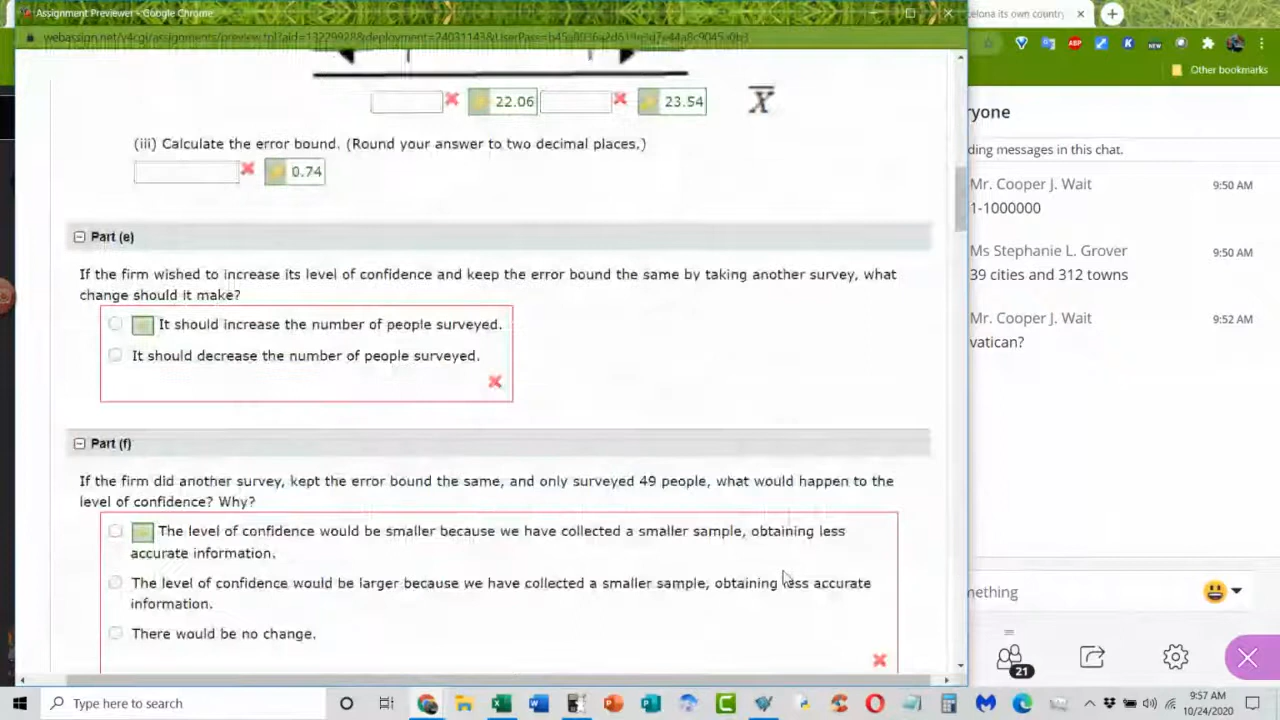 Assignment Previewer - Google Chrome
celona its own country
Other bookmarks
22.06
23.54
X
(iii) Calculate the error bound. (Round your answer to two decimal places.)
0.74
Part (e)
If the firm wished to increase its level of confidence and keep the error bound the same by taking another survey, what
change should it make?
It should increase the number of people surveyed.
It should decrease the number of people surveyed.
Part (f)
If the firm did another survey, kept the error bound the same, and only surveyed 49 people, what would happen to the
level of confidence? Why?
The level of confidence would be smaller because we have collected a smaller sample, obtaining less
accurate information.
The level of confidence would be larger because we have collected a smaller sample, obtaining less accurate
information.
There would be no change.
ryone
ding messages in this chat.
Mr. Cooper J. Wait
9:50 AM
1-1000000
Ms Stephanie L. Grover
9:50 AM
39 cities and 312 towns
Mr. Cooper J. Wait
9:52 AM
vatican?
nething
21
Type here to search
9:57 AM
10/24/2020